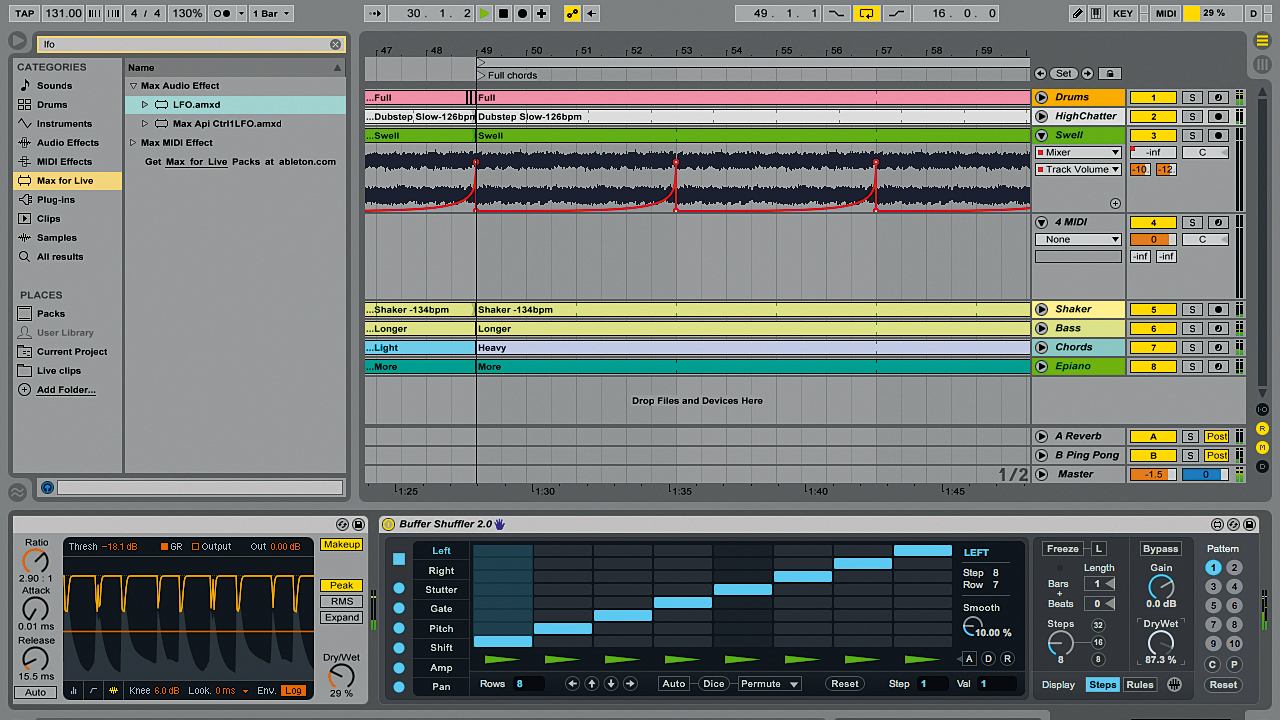 TAP 131.00 4 / 4 130% 1 Bar 30 . 1 . 2 49 . 1 . 1 16 . 0 . 0 KEY MIDI 29 % D
lfo
CATEGORIES
Sounds
Drums
Instruments
Audio Effects
MIDI Effects
Max for Live
Plug-ins
Clips
Samples
All results
PLACES
Packs
User Library
Current Project
Live clips
Add Folder...
Name
Max Audio Effect
LFO.amxd
Max Api Ctrl1LFO.amxd
Max MIDI Effect
Get Max for Live Packs at ableton.com
47 48 49 50 51 52 53 54 55 56 57 58 59
Full chords
Set
...Full Full Drums 1 S
...Dubstep Slow-126bpm Dubstep Slow-126bpm HighChatter 2 S
...Swell Swell Swell 3 S
Mixer -inf C
Track Volume -10. -12.
4 MIDI 4 S
None 0 C
-inf -inf
...Shaker -134bpm Shaker -134bpm Shaker 5 S
...Longer Longer Bass 6 S
...Light Heavy Chords 7 S
...More More Epiano 8 S
Drop Files and Devices Here
I·O
R
M
D
A Reverb A S Post
B Ping Pong B S Post
1/2 Master -1.5 0
1:25 1:30 1:35 1:40 1:45
Ratio
2.90 : 1
Attack
0.01 ms
Release
15.5 ms
Auto
Thresh -18.1 dB GR Output Out 0.00 dB
Knee 6.0 dB Look. 0 ms Env. Log
Makeup
Peak
RMS
Expand
Dry/Wet
29 %
Buffer Shuffler 2.0
Left
Right
Stutter
Gate
Pitch
Shift
Amp
Pan
Rows 8 Auto Dice Permute Reset Step 1 Val 1
LEFT
Step 8
Row 7
Smooth
10.00 %
A D R
Freeze L
Length
Bars 1
+
Beats 0
Steps 32
16
8 8
Display Steps Rules
Bypass
Gain
0.0 dB
Dry/Wet
87.3 %
Pattern
1 2
3 4
5 6
7 8
9 10
C P
Reset